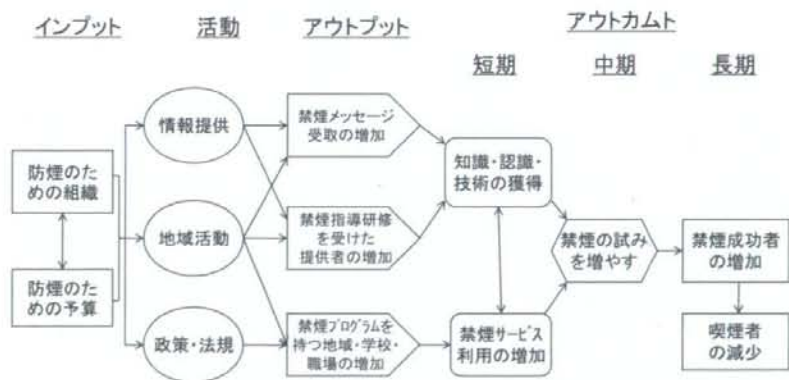 インプット
活動
アウトプット
アウトカムト
短期
中期
長期
防煙のため
めの組織
防煙のため
めの予算
情報提供
地域活動
政策・法規
禁煙メッセージ
受取の増加
禁煙指導研修
を受けた
提供者の増加
禁煙プログラムを
持つ地域・学校・
職場の増加
知識・認識・
技術の獲得
禁煙サービス
利用の増加
禁煙の試み
を増やす
禁煙成功者
の増加
喫煙者
の減少